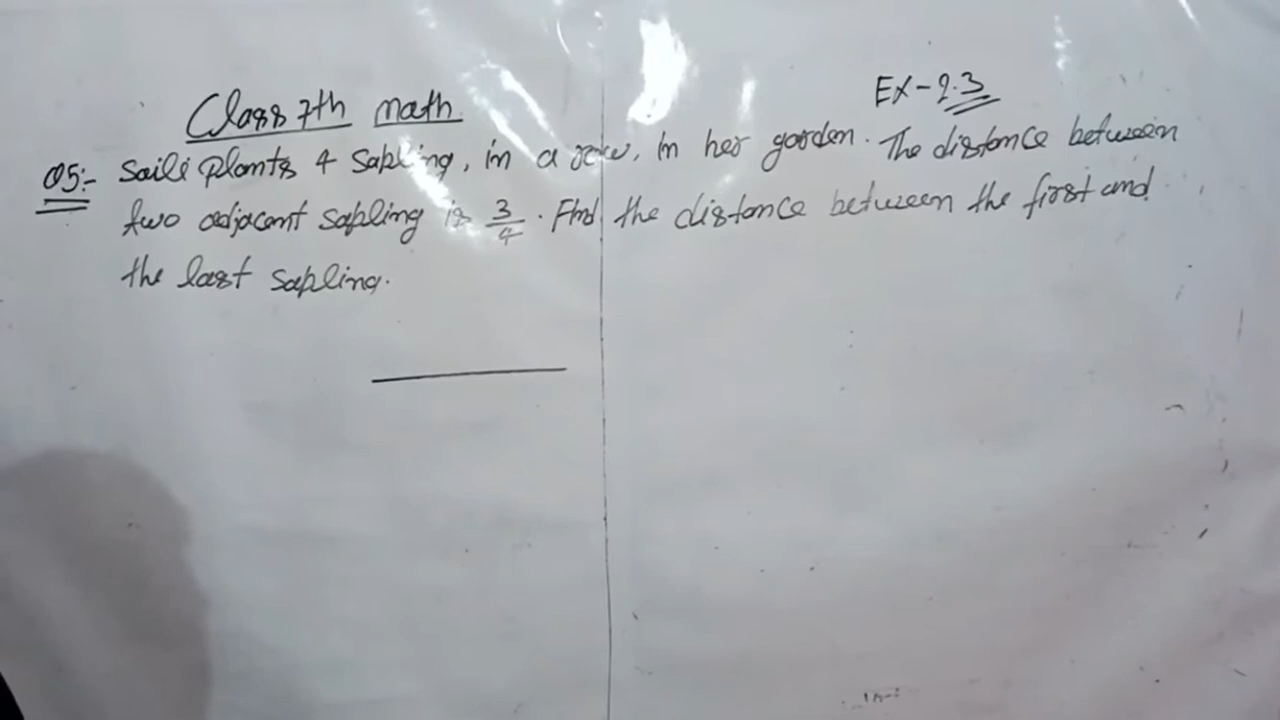 Class 7th math
Ex-2.3
Q5:- Saili plants 4 sapling, in a row, in her garden. The distance between
two adjacent sapling is 3/4. Find the distance between the first and
the last sapling.